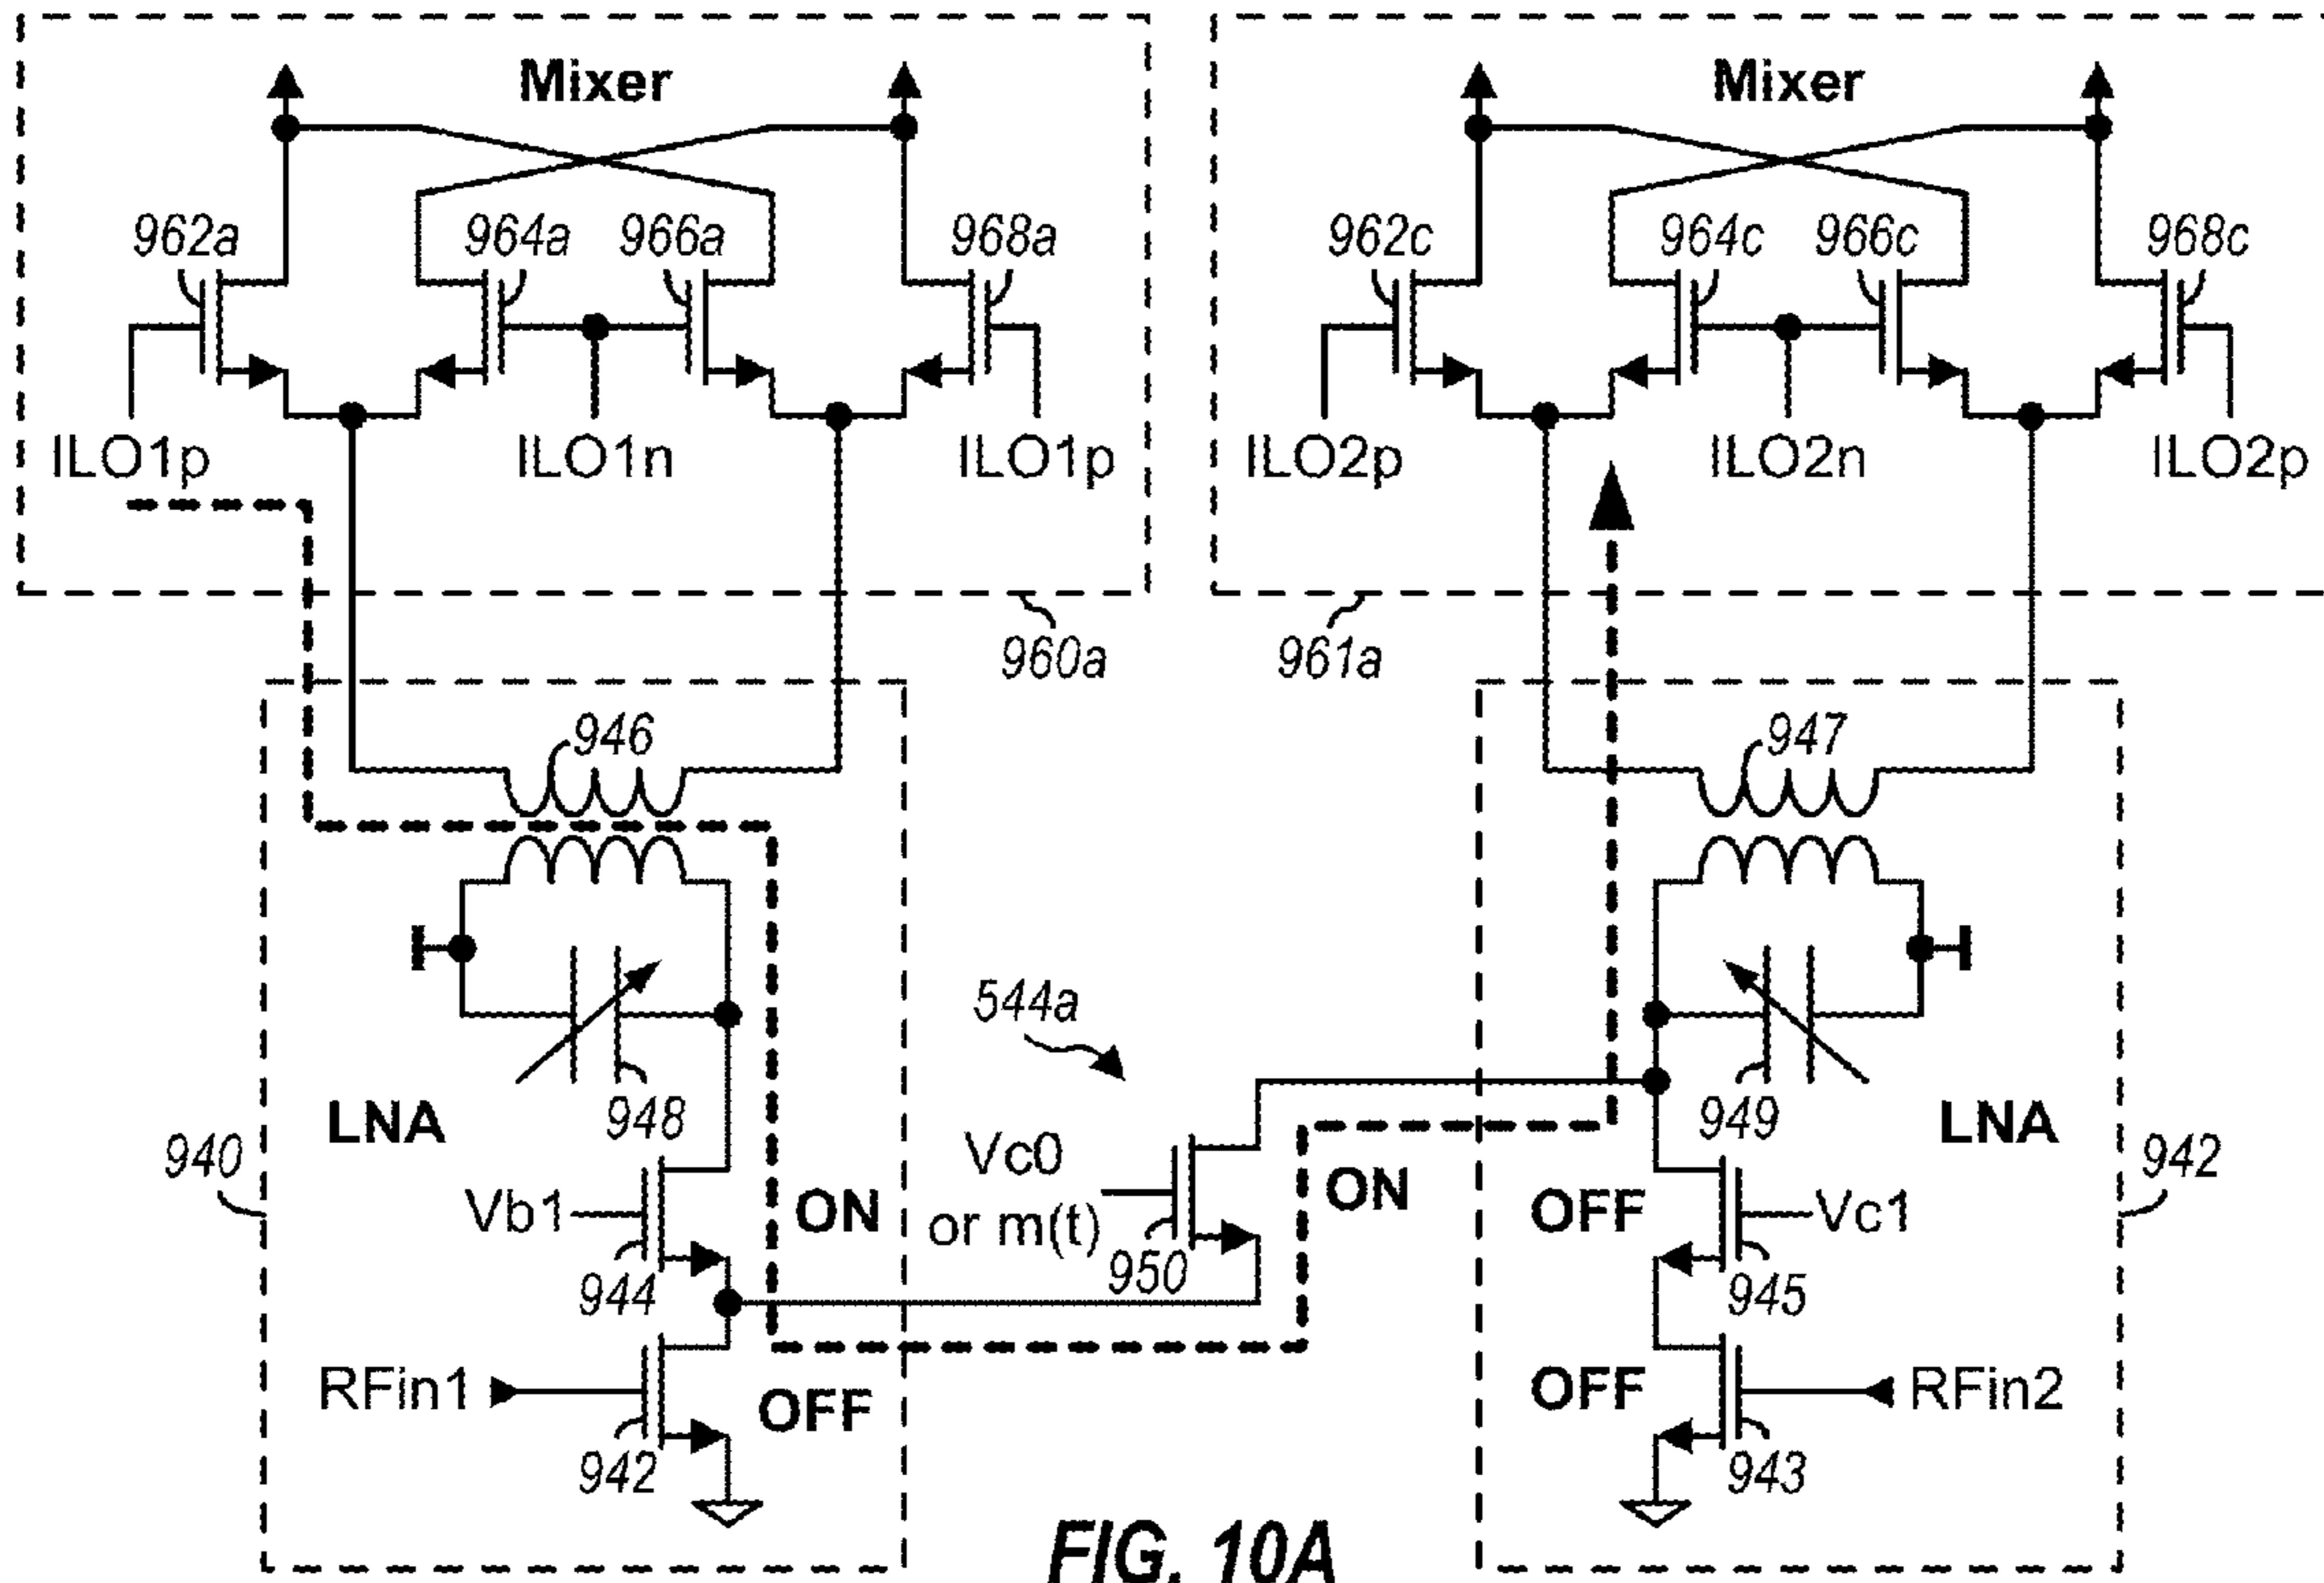 Mixer
Mixer
962a
964a
966a
968a
962c
964c
966c
968c
ILO1p
ILO1n
ILO1p
ILO2p
ILO2n
ILO2p
960a
961a
946
947
544a
948
949
LNA
LNA
940
942
Vb1
ON
Vc0
or m(t)
ON
OFF
Vc1
944
950
945
RFin1
OFF
OFF
RFin2
942
943
FIG. 10A